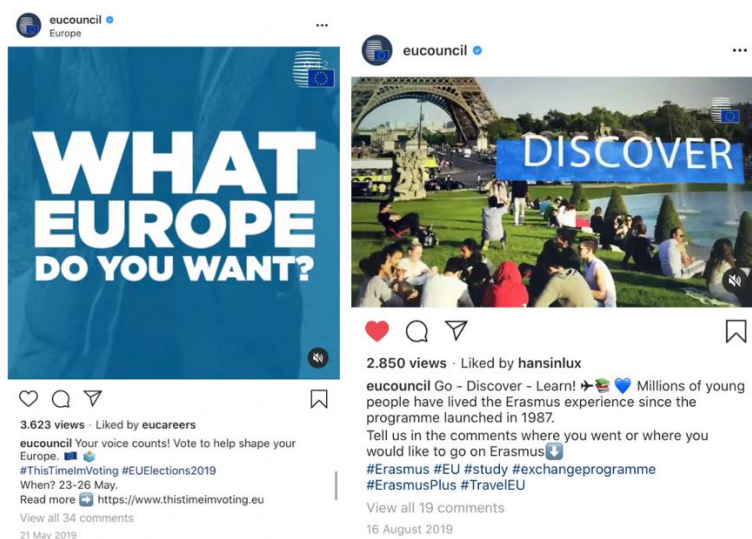 eucouncil
Europe
0:42
WHAT
EUROPE
DO YOU WANT?
3.623 views · Liked by eucareers
eucouncil Your voice counts! Vote to help shape your
Europe. 🇪🇺 🗳️
#ThisTimeImVoting #EUElections2019
When? 23-26 May.
Read more ➡️ https://www.thistimeimvoting.eu
View all 34 comments
21 May 2019
eucouncil
DISCOVER
2.850 views · Liked by hansinlux
eucouncil Go - Discover - Learn! ✈📚 💙 Millions of young
people have lived the Erasmus experience since the
programme launched in 1987.
Tell us in the comments where you went or where you
would like to go on Erasmus⬇️
#Erasmus #EU #study #exchangeprogramme
#ErasmusPlus #TravelEU
View all 19 comments
16 August 2019